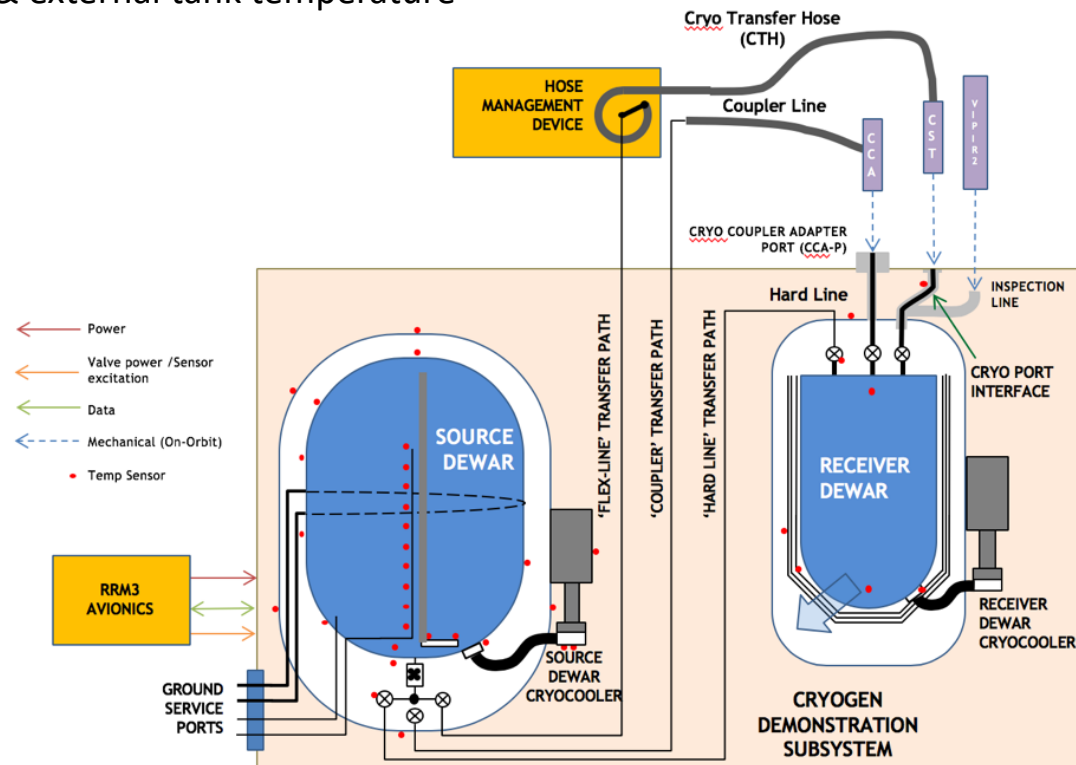 & external tank temperature
Cryo Transfer Hose
(CTH)
HOSE
MANAGEMENT
DEVICE
Coupler Line
CCA
CST
VIPIR2
CRYO COUPLER ADAPTER
PORT (CCA-P)
Hard Line
INSPECTION
LINE
CRYO PORT
INTERFACE
Power
Valve power /Sensor
excitation
Data
Mechanical (On-Orbit)
Temp Sensor
SOURCE
DEWAR
'FLEX-LINE' TRANSFER PATH
'COUPLER' TRANSFER PATH
'HARD LINE' TRANSFER PATH
RECEIVER
DEWAR
RRM3
AVIONICS
GROUND
SERVICE
PORTS
SOURCE
DEWAR
CRYOCOOLER
RECEIVER
DEWAR
CRYOCOOLER
CRYOGEN
DEMONSTRATION
SUBSYSTEM